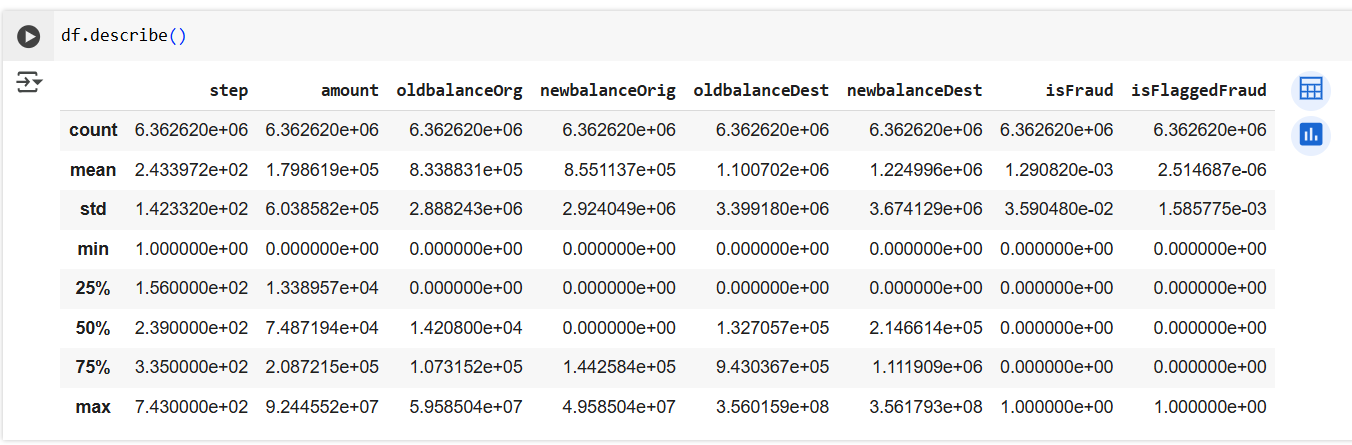 df.describe()
step amount oldbalanceOrg newbalanceOrig oldbalanceDest newbalanceDest isFraud isFlaggedFraud
count 6.362620e+06 6.362620e+06 6.362620e+06 6.362620e+06 6.362620e+06 6.362620e+06 6.362620e+06 6.362620e+06
mean 2.433972e+02 1.798619e+05 8.338831e+05 8.551137e+05 1.100702e+06 1.224996e+06 1.290820e-03 2.514687e-06
std 1.423320e+02 6.038582e+05 2.888243e+06 2.924049e+06 3.399180e+06 3.674129e+06 3.590480e-02 1.585775e-03
min 1.000000e+00 0.000000e+00 0.000000e+00 0.000000e+00 0.000000e+00 0.000000e+00 0.000000e+00 0.000000e+00
25% 1.560000e+02 1.338957e+04 0.000000e+00 0.000000e+00 0.000000e+00 0.000000e+00 0.000000e+00 0.000000e+00
50% 2.390000e+02 7.487194e+04 1.420800e+04 0.000000e+00 1.327057e+05 2.146614e+05 0.000000e+00 0.000000e+00
75% 3.350000e+02 2.087215e+05 1.073152e+05 1.442584e+05 9.430367e+05 1.111909e+06 0.000000e+00 0.000000e+00
max 7.430000e+02 9.244552e+07 5.958504e+07 4.958504e+07 3.560159e+08 3.561793e+08 1.000000e+00 1.000000e+00